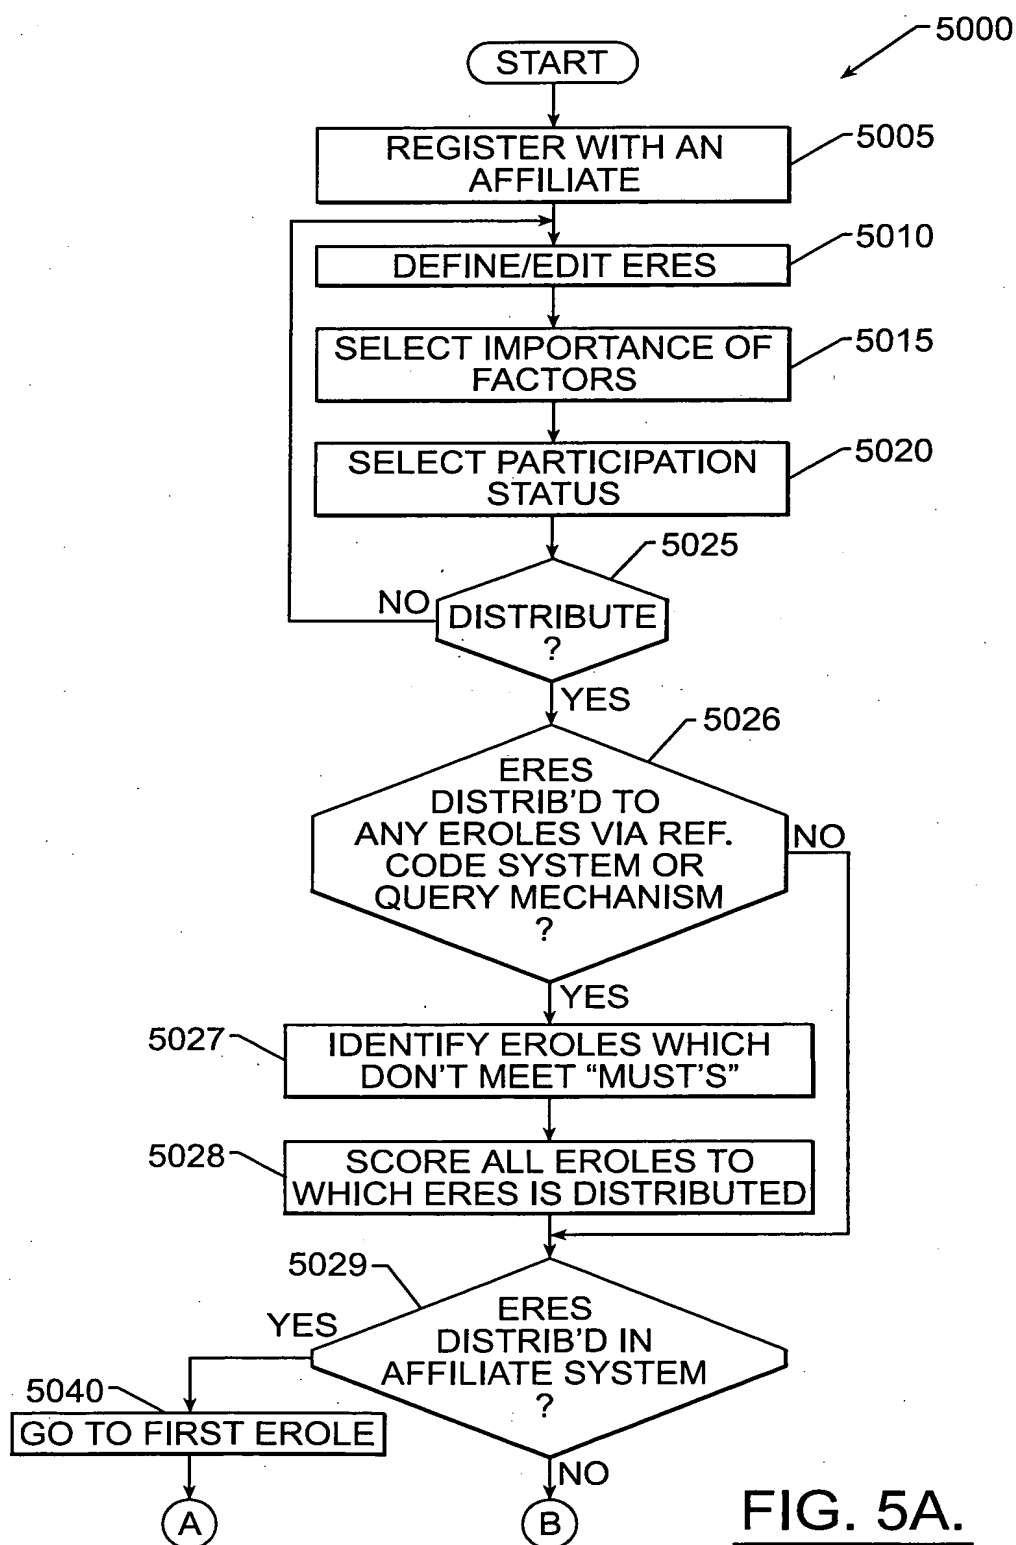 5000
START
REGISTER WITH AN
AFFILIATE
5005
DEFINE/EDIT ERES
5010
SELECT IMPORTANCE OF
FACTORS
5015
SELECT PARTICIPATION
STATUS
5020
5025
NO
DISTRIBUTE
?
YES
5026
ERES
DISTRIB'D TO
ANY EROLES VIA REF.
CODE SYSTEM OR
QUERY MECHANISM
?
NO
YES
5027
IDENTIFY EROLES WHICH
DON'T MEET “MUST'S”
5028
SCORE ALL EROLES TO
WHICH ERES IS DISTRIBUTED
5029
YES
ERES
DISTRIB'D IN
AFFILIATE SYSTEM
?
5040
GO TO FIRST EROLE
NO
A
B
FIG. 5A.